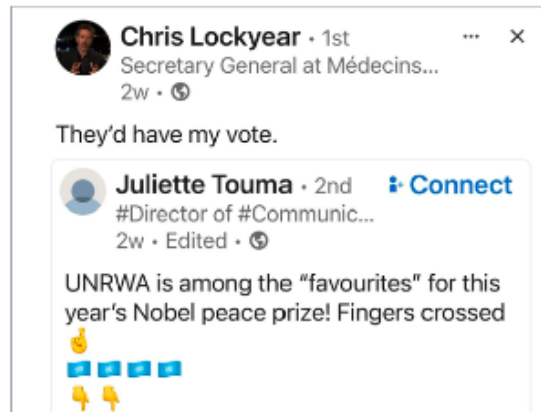 Chris Lockyear • 1st
Secretary General at Médecins...
2w •
They'd have my vote.
Juliette Touma • 2nd Connect
#Director of #Communic...
2w • Edited •
UNRWA is among the “favourites” for this
year's Nobel peace prize! Fingers crossed